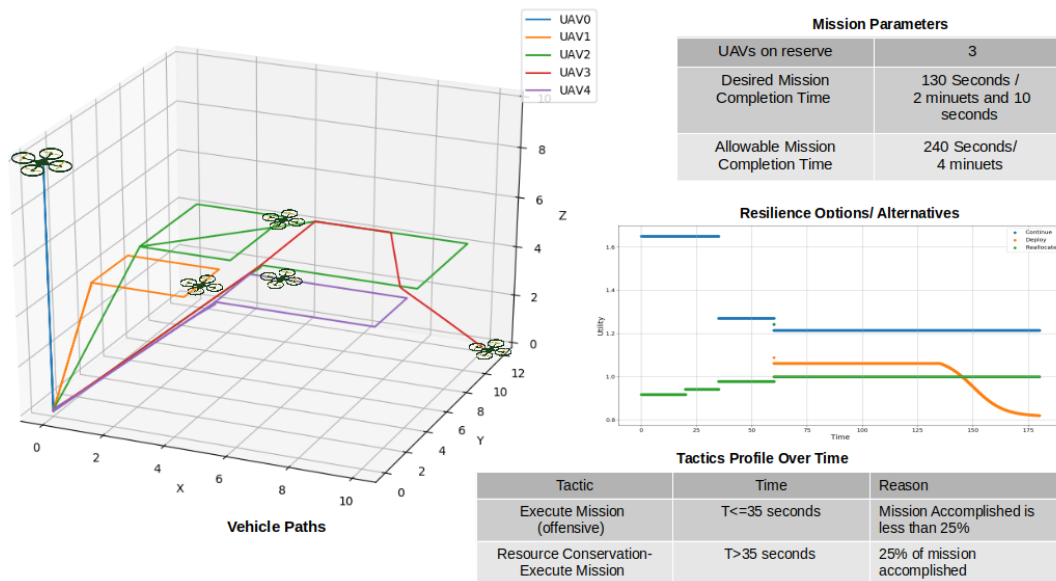 UAV0
UAV1
UAV2
UAV3
UAV4
10
8
6
4
2
0
Z
12
10
8
6
4
2
0
Y
0
2
4
6
8
10
X
Vehicle Paths
Mission Parameters
UAVs on reserve
3
Desired Mission
Completion Time
130 Seconds /
2 minuets and 10
seconds
Allowable Mission
Completion Time
240 Seconds/
4 minuets
Resilience Options/ Alternatives
Continue
Deploy
Reallocate
1.6
1.4
1.2
1.0
0.8
Utility
0
25
50
75
100
125
150
175
Time
Tactics Profile Over Time
Tactic
Time
Reason
Execute Mission
(offensive)
T<=35 seconds
Mission Accomplished is
less than 25%
Resource Conservation-
Execute Mission
T>35 seconds
25% of mission
accomplished